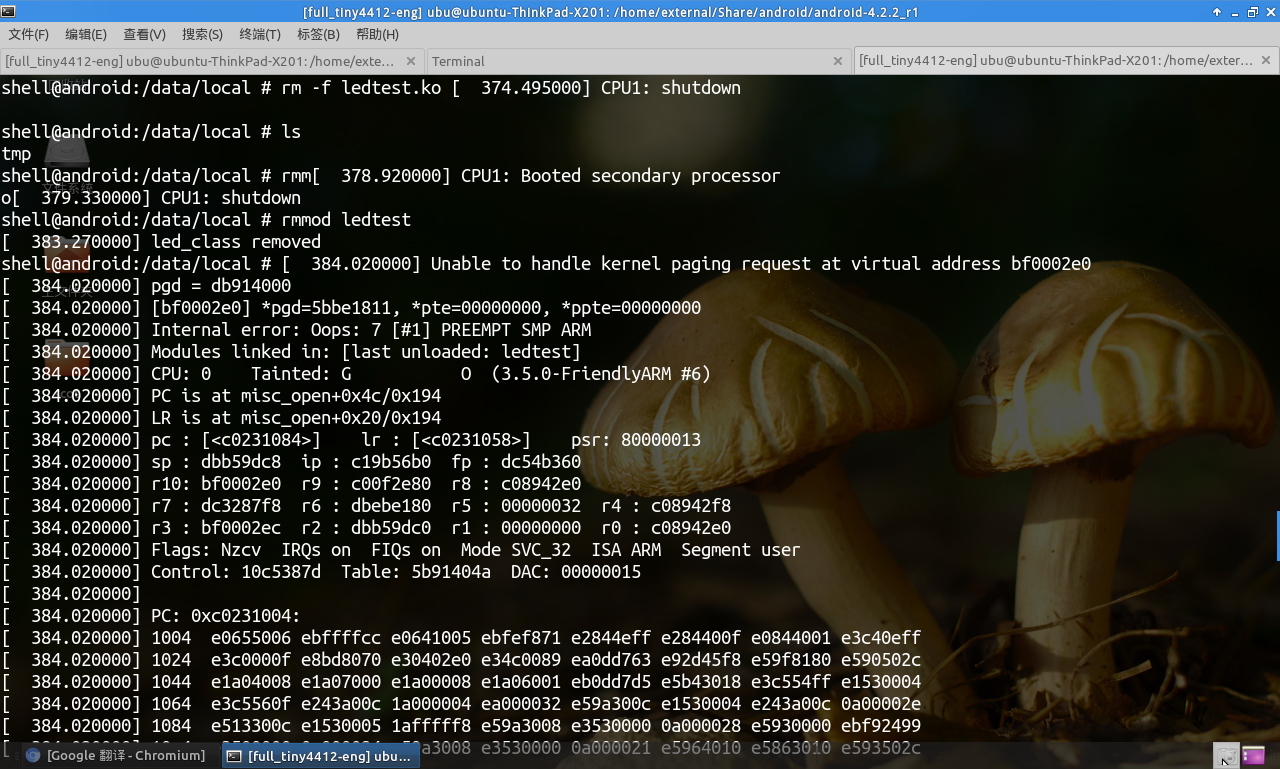 [full_tiny4412-eng] ubu@ubuntu-ThinkPad-X201: /home/external/Share/android/android-4.2.2_r1
文件(F) 编辑(E) 查看(V) 搜索(S) 终端(T) 标签(B) 帮助(H)
[full_tiny4412-eng] ubu@ubuntu-ThinkPad-X201: /home/exte... Terminal [full_tiny4412-eng] ubu@ubuntu-ThinkPad-X201: /home/exter...
shell@android:/data/local # rm -f ledtest.ko [  374.495000] CPU1: shutdown
shell@android:/data/local # ls
tmp
文件系统
shell@android:/data/local # rmm[  378.920000] CPU1: Booted secondary processor
o[  379.330000] CPU1: shutdown
shell@android:/data/local # rmmod ledtest
[  383.270000] led_class removed
shell@android:/data/local # [  384.020000] Unable to handle kernel paging request at virtual address bf0002e0
[  384.020000] pgd = db914000
[  384.020000] [bf0002e0] *pgd=5bbe1811, *pte=00000000, *ppte=00000000
[  384.020000] Internal error: Oops: 7 [#1] PREEMPT SMP ARM
[  384.020000] Modules linked in: [last unloaded: ledtest]
[  384.020000] CPU: 0    Tainted: G           O  (3.5.0-FriendlyARM #6)
[  384.020000] PC is at misc_open+0x4c/0x194
[  384.020000] LR is at misc_open+0x20/0x194
[  384.020000] pc : [<c0231084>]    lr : [<c0231058>]    psr: 80000013
[  384.020000] sp : dbb59dc8  ip : c19b56b0  fp : dc54b360
[  384.020000] r10: bf0002e0  r9 : c00f2e80  r8 : c08942e0
[  384.020000] r7 : dc3287f8  r6 : dbebe180  r5 : 00000032  r4 : c08942f8
[  384.020000] r3 : bf0002ec  r2 : dbb59dc0  r1 : 00000000  r0 : c08942e0
[  384.020000] Flags: Nzcv  IRQs on  FIQs on  Mode SVC_32  ISA ARM  Segment user
[  384.020000] Control: 10c5387d  Table: 5b91404a  DAC: 00000015
[  384.020000]
[  384.020000] PC: 0xc0231004:
[  384.020000] 1004  e0655006 ebffffcc e0641005 ebfef871 e2844eff e284400f e0844001 e3c40eff
[  384.020000] 1024  e3c0000f e8bd8070 e30402e0 e34c0089 ea0dd763 e92d45f8 e59f8180 e590502c
[  384.020000] 1044  e1a04008 e1a07000 e1a00008 e1a06001 eb0dd7d5 e5b43018 e3c554ff e1530004
[  384.020000] 1064  e3c5560f e243a00c 1a000004 ea000032 e59a300c e1530004 e243a00c 0a00002e
[  384.020000] 1084  e513300c e1530005 1afffff8 e59a3008 e3530000 0a000028 e5930000 ebf92499
a3008 e3530000 0a000021 e5964010 e5863010 e593502c
[Google 翻译 - Chromium] [full_tiny4412-eng] ubu...